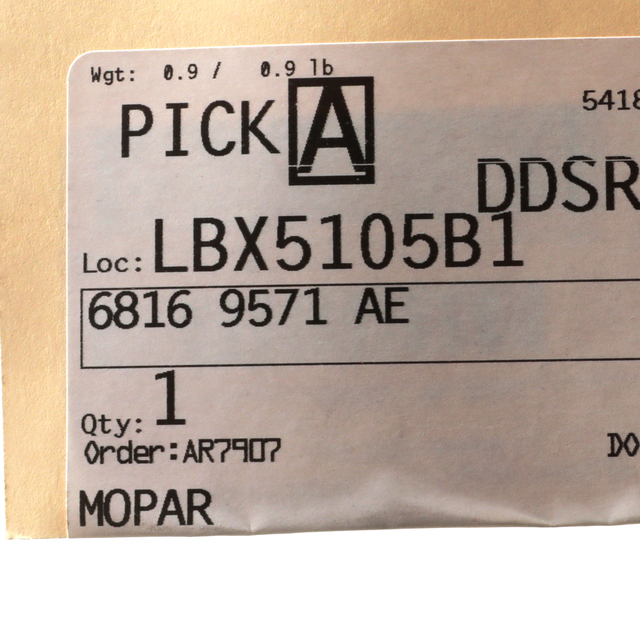 Wgt: 0.9 / 0.9 lb
PICK A
5418
DDSR
Loc: LBX5105B1
6816 9571 AE
Qty: 1
Order:AR7907
DO
MOPAR